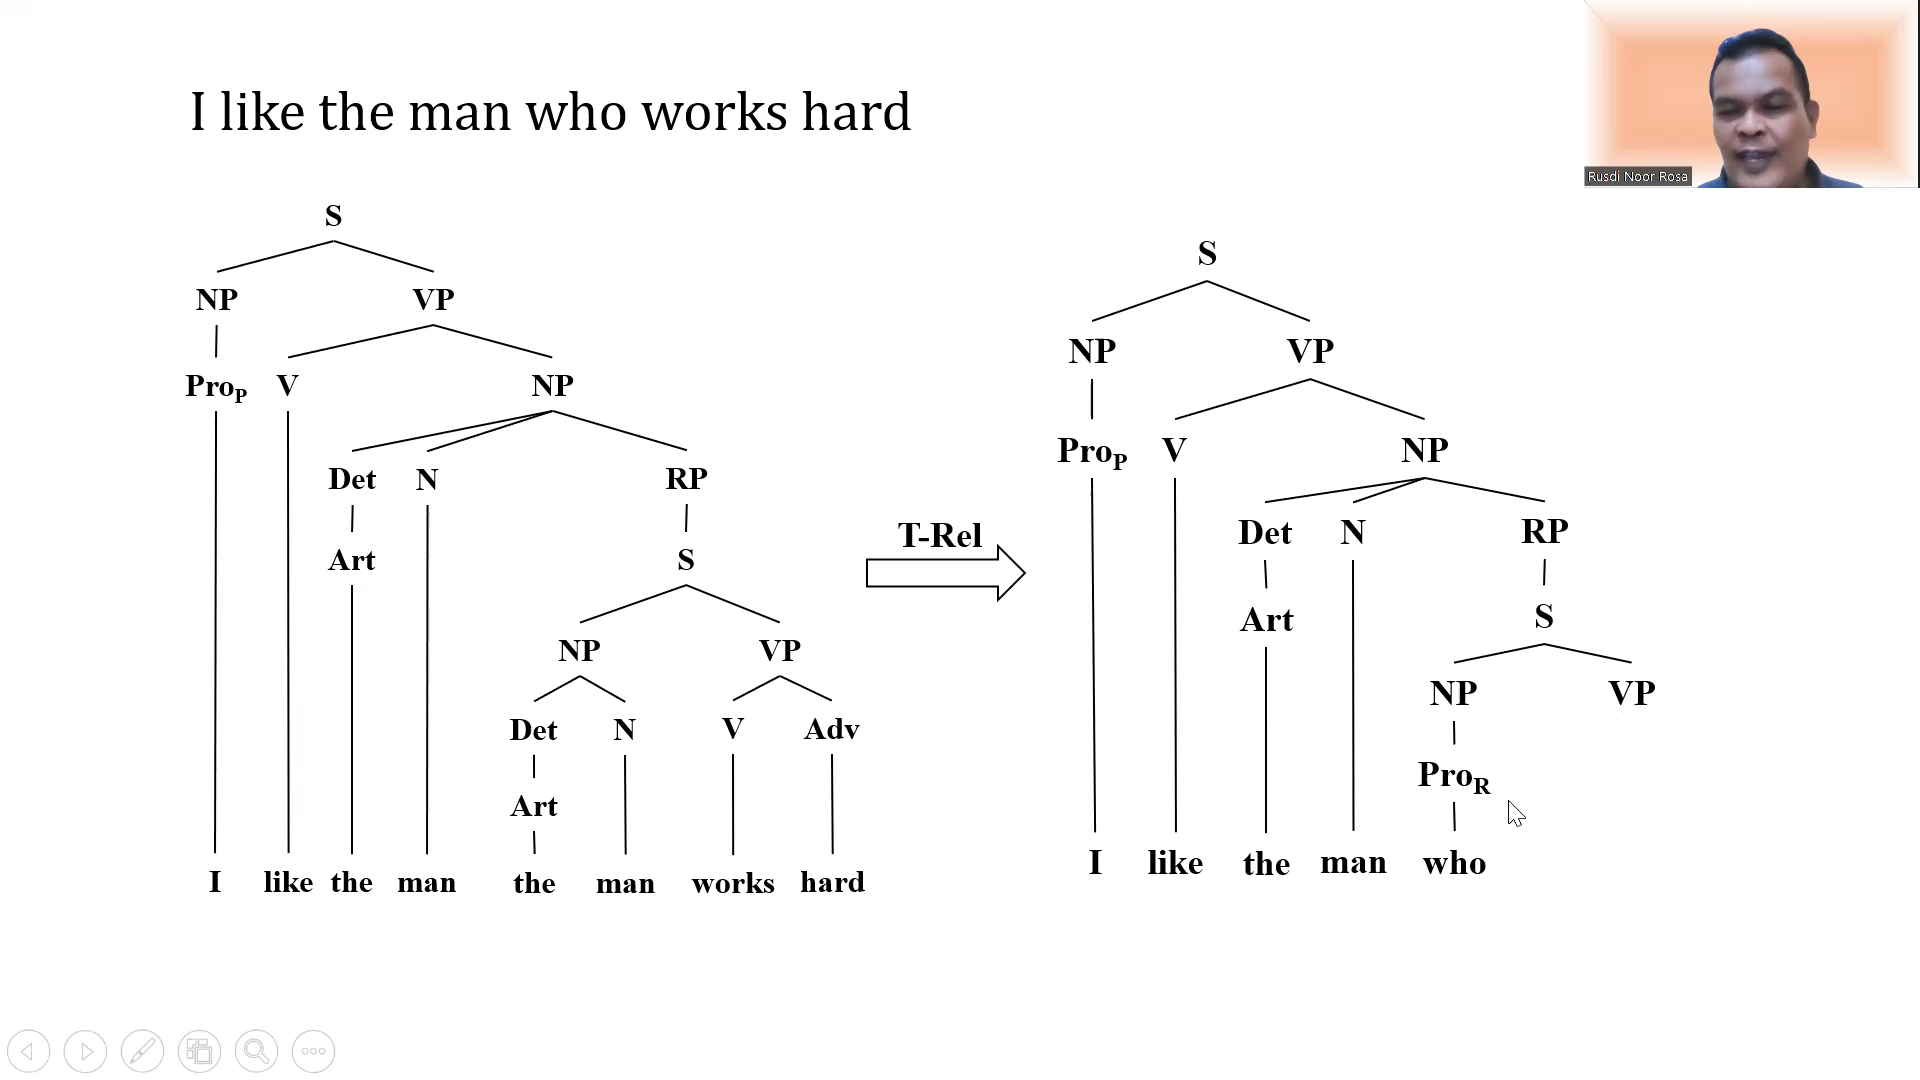 I like the man who works hard
Rusdi Noor Rosa
S
NP VP
ProP V NP
Det N RP
Art S
NP VP
Det N V Adv
Art
I like the man the man works hard
T-Rel
S
NP VP
ProP V NP
Det N RP
Art S
NP VP
ProR
I like the man who